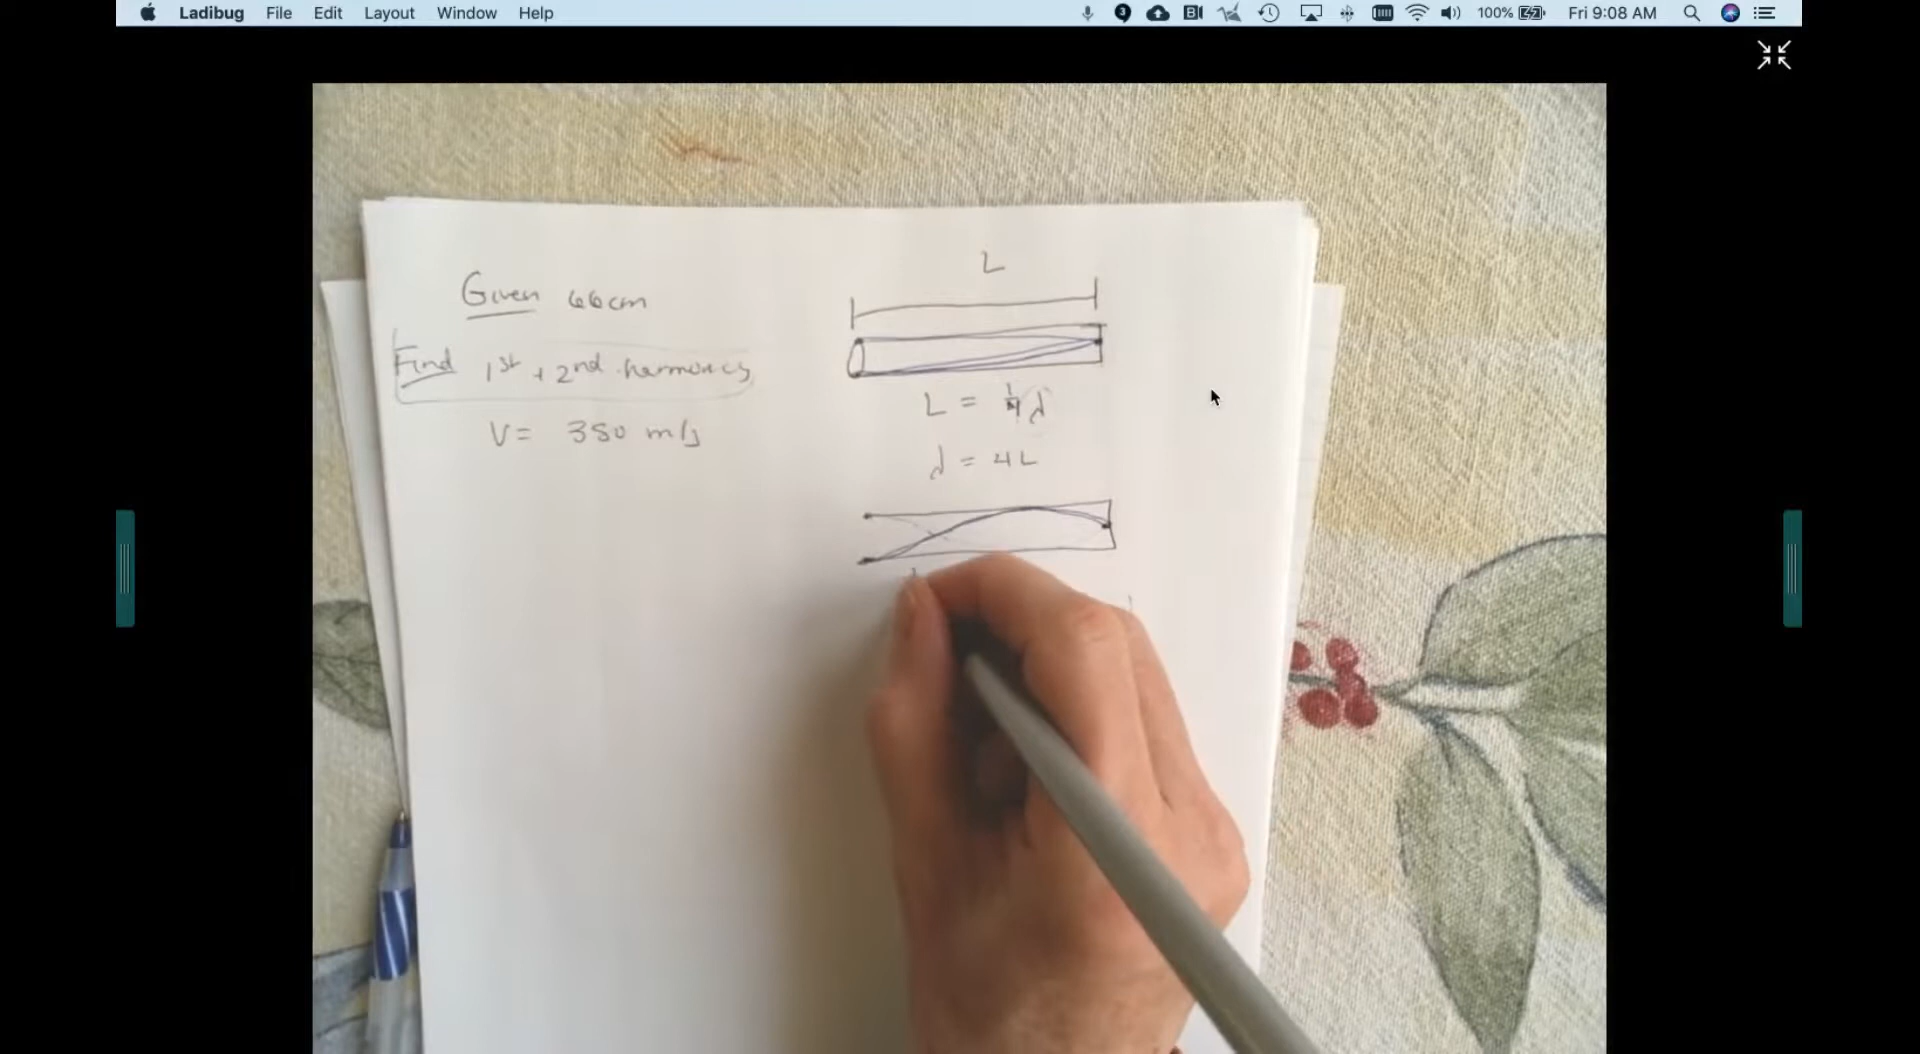 Ladibug File Edit Layout Window Help 3 100% Fri 9:08 AM
Given 66cm
Find 1st + 2nd harmonics
V = 350 m/s
L
L = 1/4 λ
λ = 4L